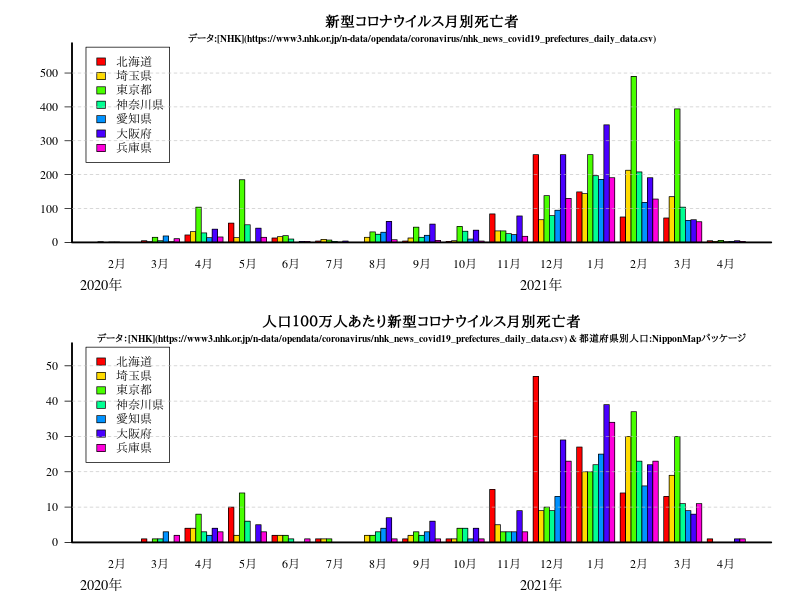 新型コロナウイルス月別死亡者
データ:[NHK](https://www3.nhk.or.jp/n-data/opendata/coronavirus/nhk_news_covid19_prefectures_daily_data.csv)
北海道
埼玉県
東京都
神奈川県
愛知県
大阪府
兵庫県
500
400
300
200
100
0
2月 3月 4月 5月 6月 7月 8月 9月 10月 11月 12月 1月 2月 3月 4月
2020年 2021年
人口100万人あたり新型コロナウイルス月別死亡者
データ:[NHK](https://www3.nhk.or.jp/n-data/opendata/coronavirus/nhk_news_covid19_prefectures_daily_data.csv) & 都道府県別人口:NipponMapパッケージ
北海道
埼玉県
東京都
神奈川県
愛知県
大阪府
兵庫県
50
40
30
20
10
0
2月 3月 4月 5月 6月 7月 8月 9月 10月 11月 12月 1月 2月 3月 4月
2020年 2021年